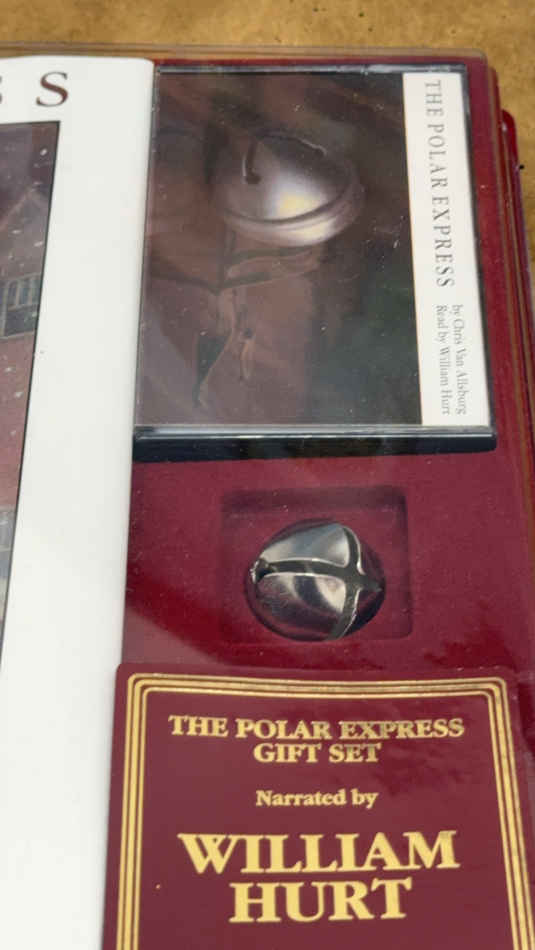 S
THE POLAR EXPRESS
by Chris Van Allsburg
Read by William Hurt
THE POLAR EXPRESS
GIFT SET
Narrated by
WILLIAM
HURT